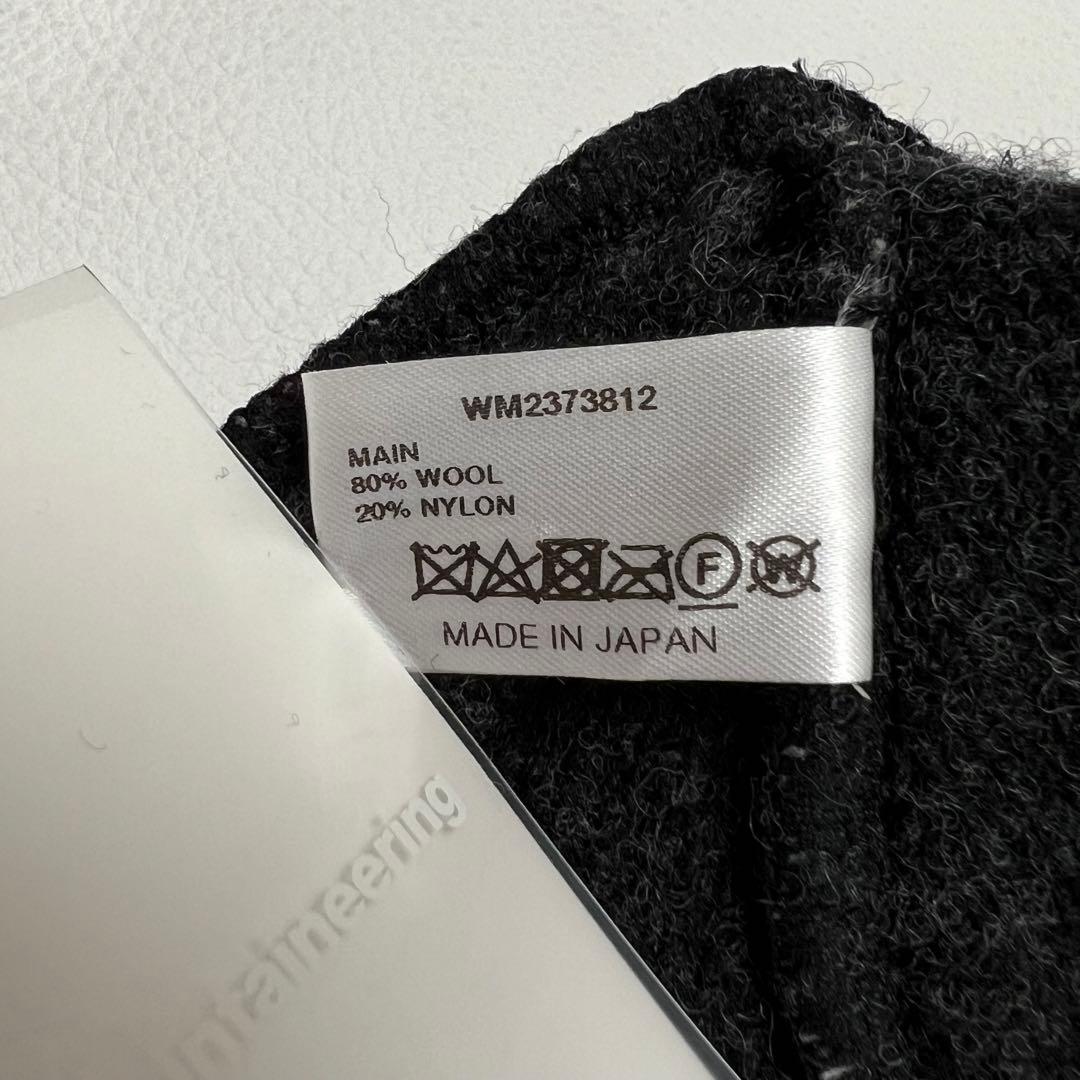 WM2373812
MAIN
80% WOOL
20% NYLON
F W
MADE IN JAPAN